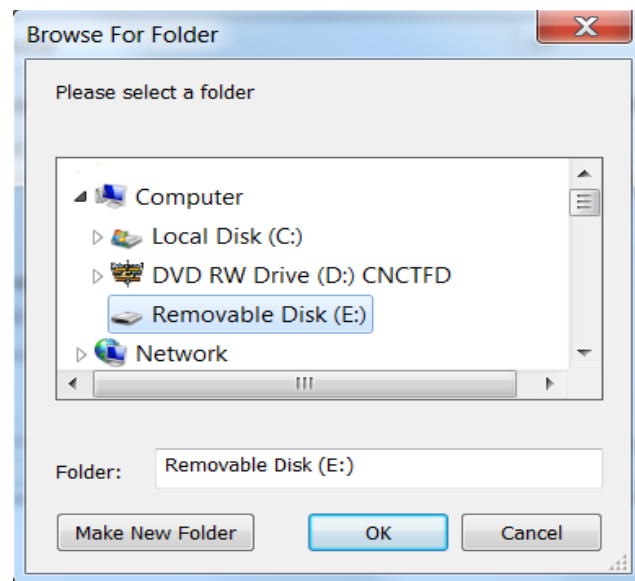 Browse For Folder
Please select a folder
Computer
Local Disk (C:)
DVD RW Drive (D:) CNCTFD
Removable Disk (E:)
Network
Folder: Removable Disk (E:)
Make New Folder OK Cancel